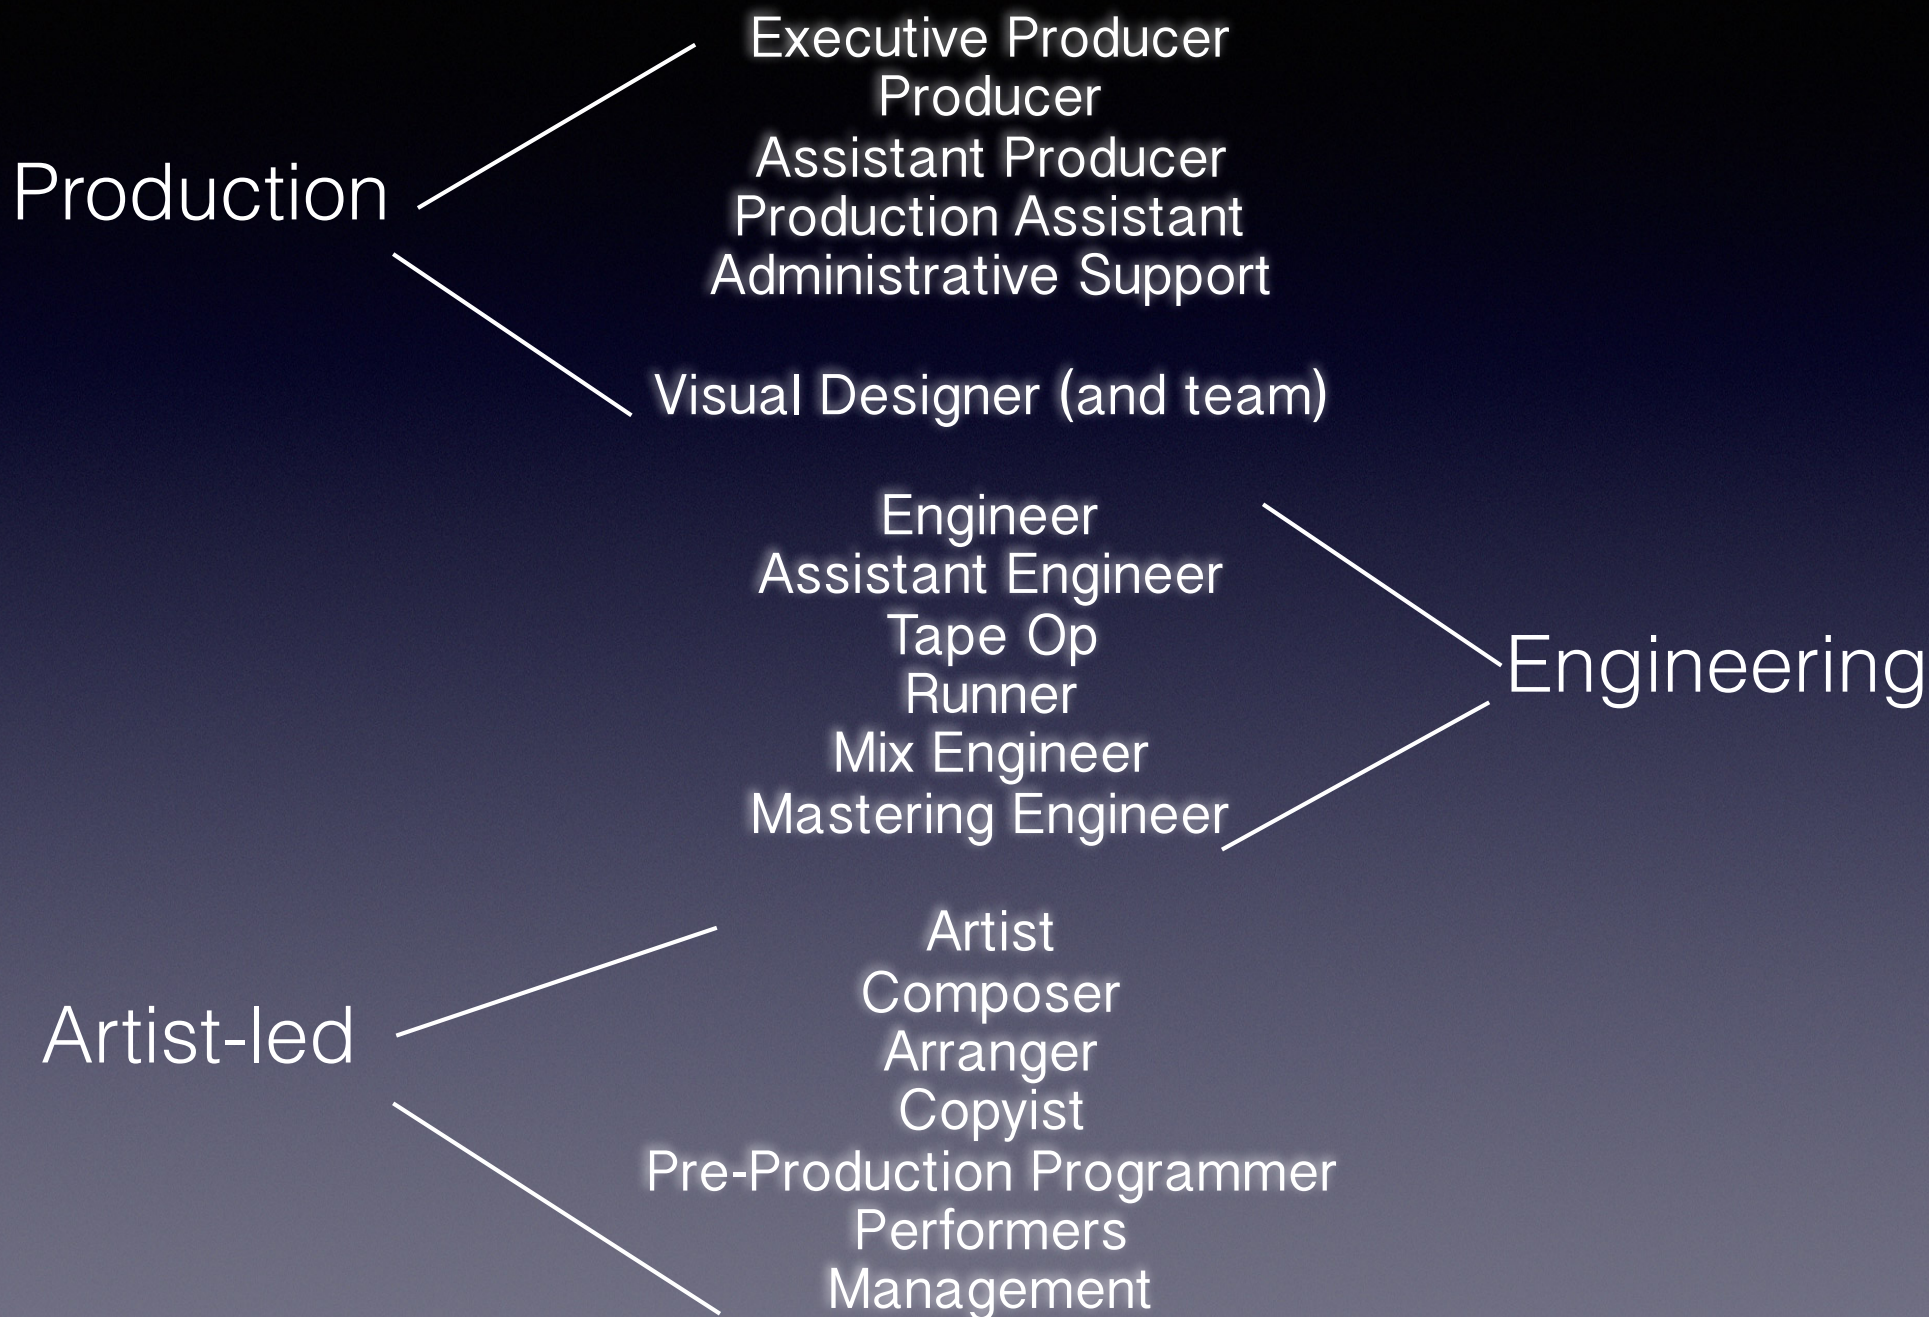 Production
Executive Producer
Producer
Assistant Producer
Production Assistant
Administrative Support
Visual Designer (and team)
Engineering
Engineer
Assistant Engineer
Tape Op
Runner
Mix Engineer
Mastering Engineer
Artist-led
Artist
Composer
Arranger
Copyist
Pre-Production Programmer
Performers
Management